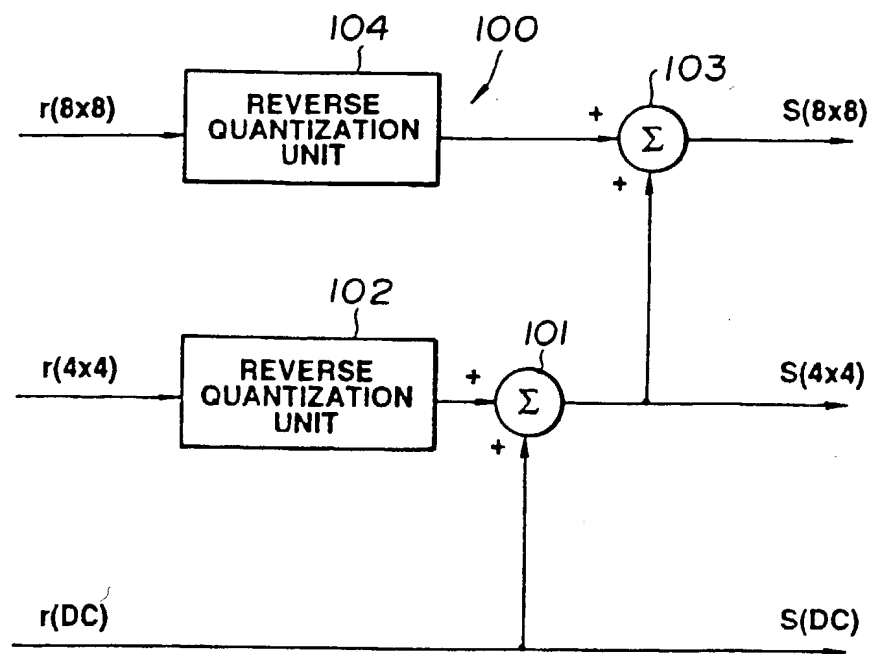 104
100
103
r(8x8)
REVERSE
QUANTIZATION
UNIT
+
Σ
+
S(8x8)
102
101
r(4x4)
REVERSE
QUANTIZATION
UNIT
+
Σ
+
S(4x4)
r(DC)
S(DC)